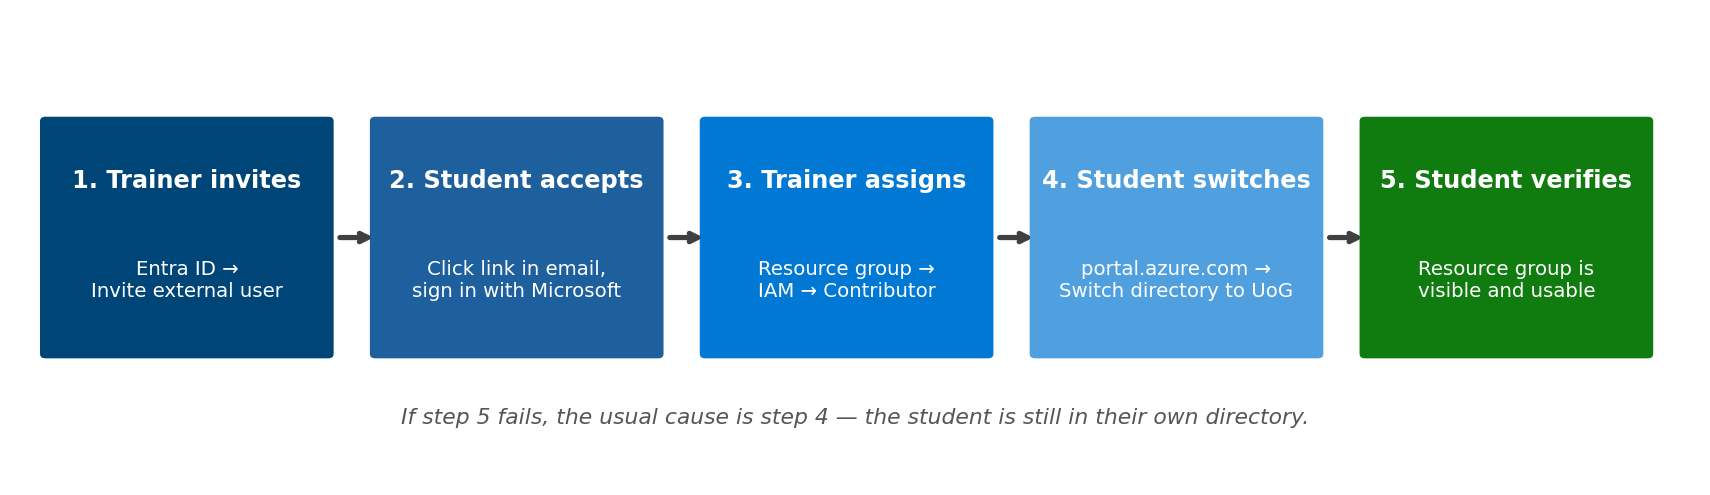 1. Trainer invites
Entra ID →
Invite external user
2. Student accepts
Click link in email,
sign in with Microsoft
3. Trainer assigns
Resource group →
IAM → Contributor
4. Student switches
portal.azure.com →
Switch directory to UoG
5. Student verifies
Resource group is
visible and usable
If step 5 fails, the usual cause is step 4 — the student is still in their own directory.